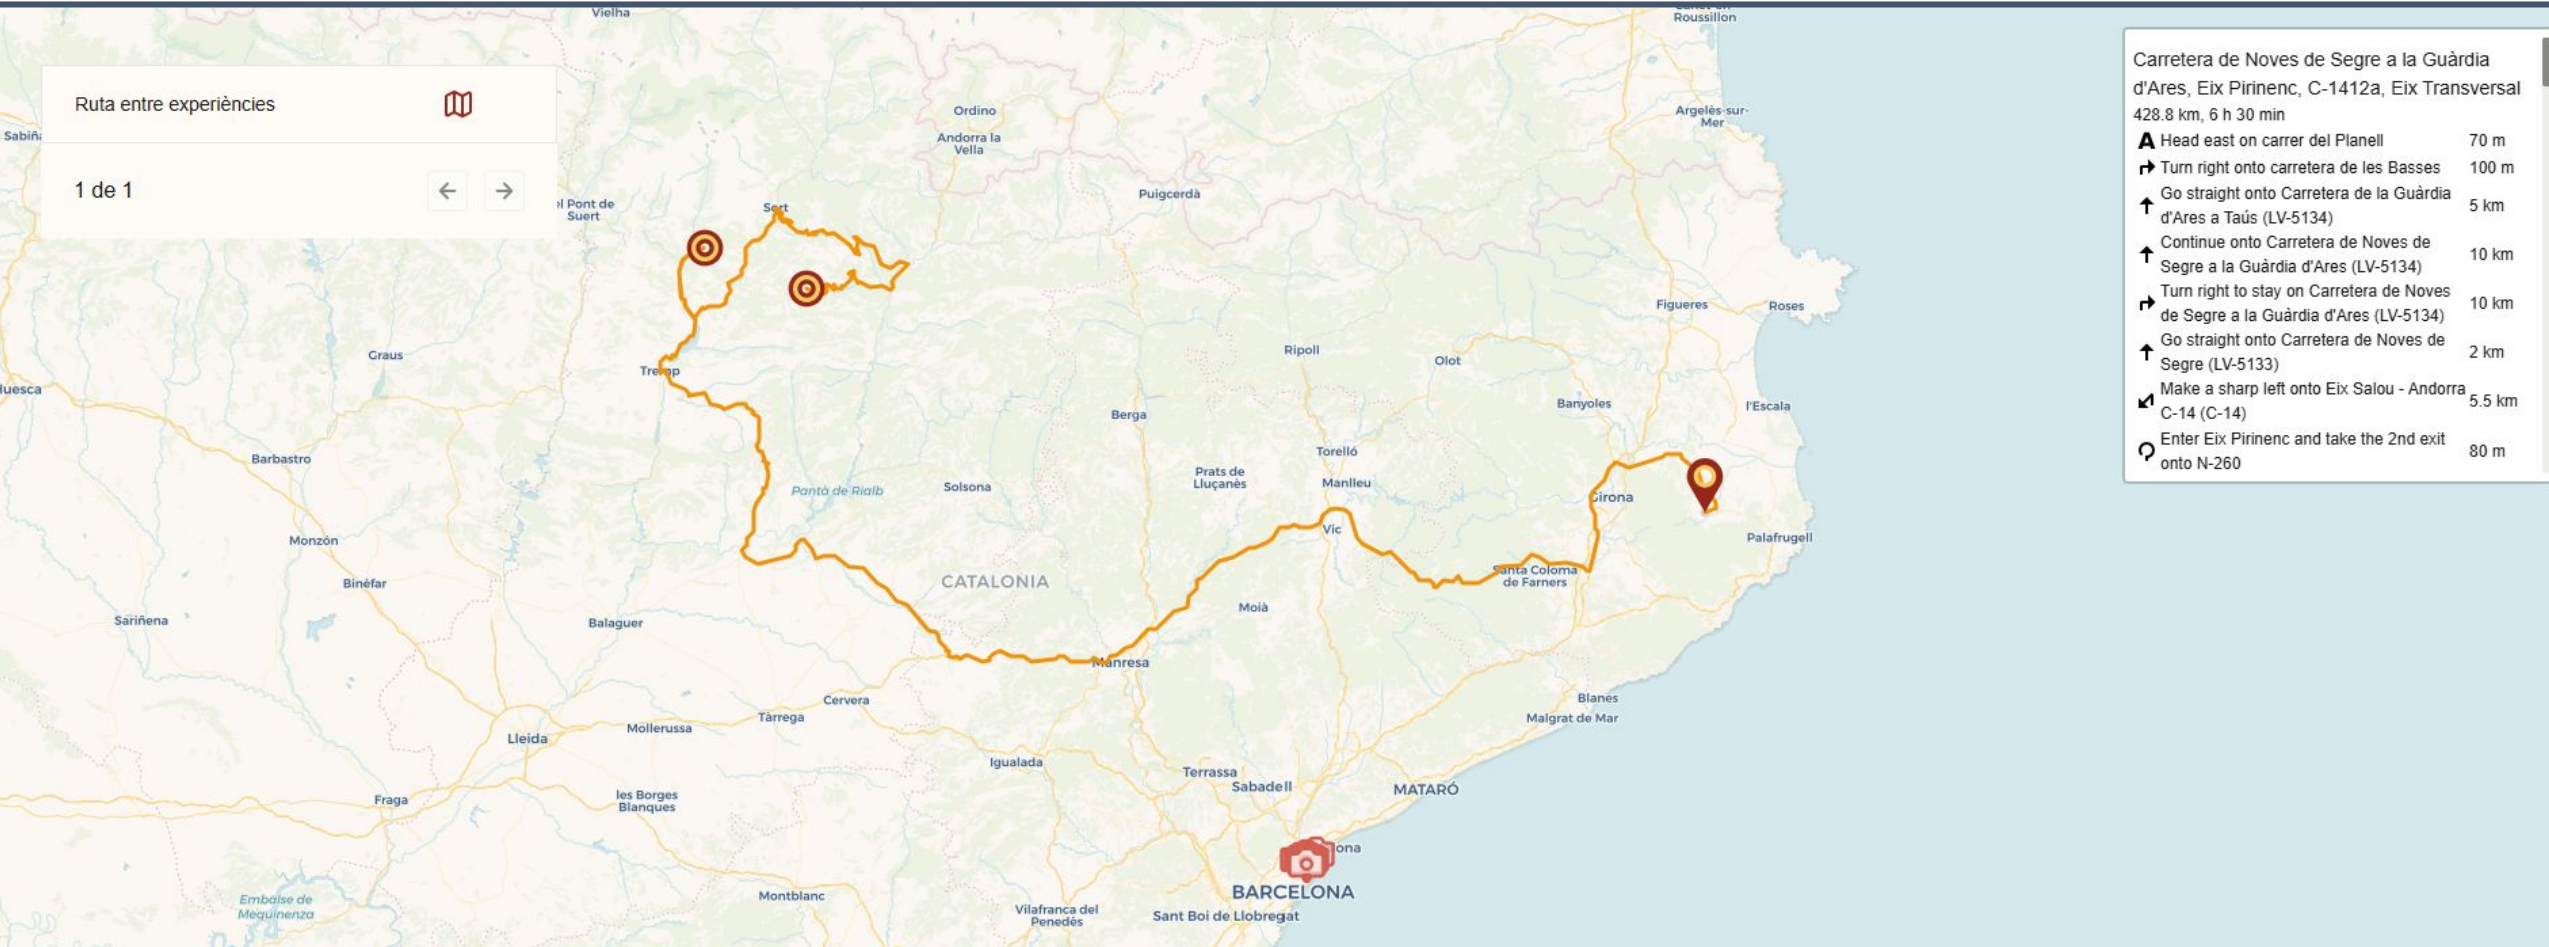 Ruta entre experiències
1 de 1
Carretera de Noves de Segre a la Guàrdia
d'Ares, Eix Pirinenc, C-1412a, Eix Transversal
428.8 km, 6 h 30 min
A Head east on carrer del Planell 70 m
Turn right onto carretera de les Basses 100 m
Go straight onto Carretera de la Guàrdia
d'Ares a Taús (LV-5134) 5 km
Continue onto Carretera de Noves de
Segre a la Guàrdia d'Ares (LV-5134) 10 km
Turn right to stay on Carretera de Noves
de Segre a la Guàrdia d'Ares (LV-5134) 10 km
Go straight onto Carretera de Noves de
Segre (LV-5133) 2 km
Make a sharp left onto Eix Salou - Andorra
C-14 (C-14) 5.5 km
Enter Eix Pirinenc and take the 2nd exit
onto N-260 80 m
Vielha
Roussillon
Ordino
Andorra la
Vella
Argelès-sur-
Mer
Puigcerdà
el Pont de
Suert
Sort
Figueres
Roses
Graus
Ripoll
Olot
Tremp
Banyoles
l'Escala
Berga
Barbastro
Torelló
Prats de
Lluçanès
Manlleu
Pantà de Rialb
Solsona
Girona
Vic
Palafrugell
Monzón
Binéfar
CATALONIA
Santa Coloma
de Farners
Moià
Sariñena
Balaguer
Manresa
Cervera
Blanes
Tàrrega
Malgrat de Mar
Mollerussa
Lleida
Igualada
Terrassa
Sabadell
MATARÓ
Fraga
les Borges
Blanques
ona
BARCELONA
Embalse de
Mequinenza
Montblanc
Vilafranca del
Penedès
Sant Boi de Llobregat